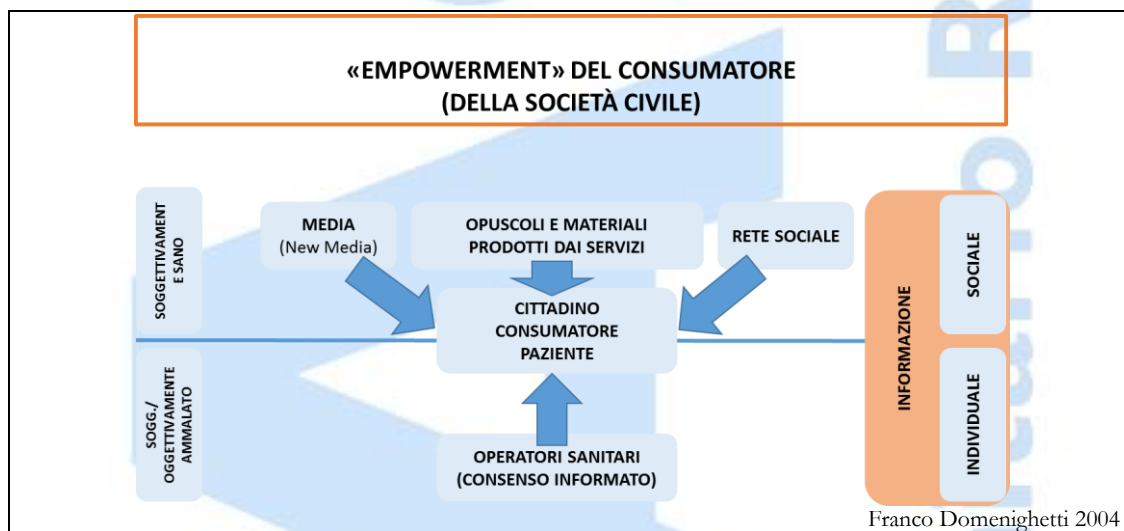 «EMPOWERMENT» DEL CONSUMATORE
(DELLA SOCIETÀ CIVILE)
SOGGETTIVAMENT
E SANO
MEDIA
(New Media)
OPUSCOLI E MATERIALI
PRODOTTI DAI SERVIZI
RETE SOCIALE
CITTADINO
CONSUMATORE
PAZIENTE
SOGG./
OGGETTIVAMENTE
AMMALATO
OPERATORI SANITARI
(CONSENSO INFORMATO)
INFORMAZIONE
SOCIALE
INDIVIDUALE
Franco Domenighetti 2004